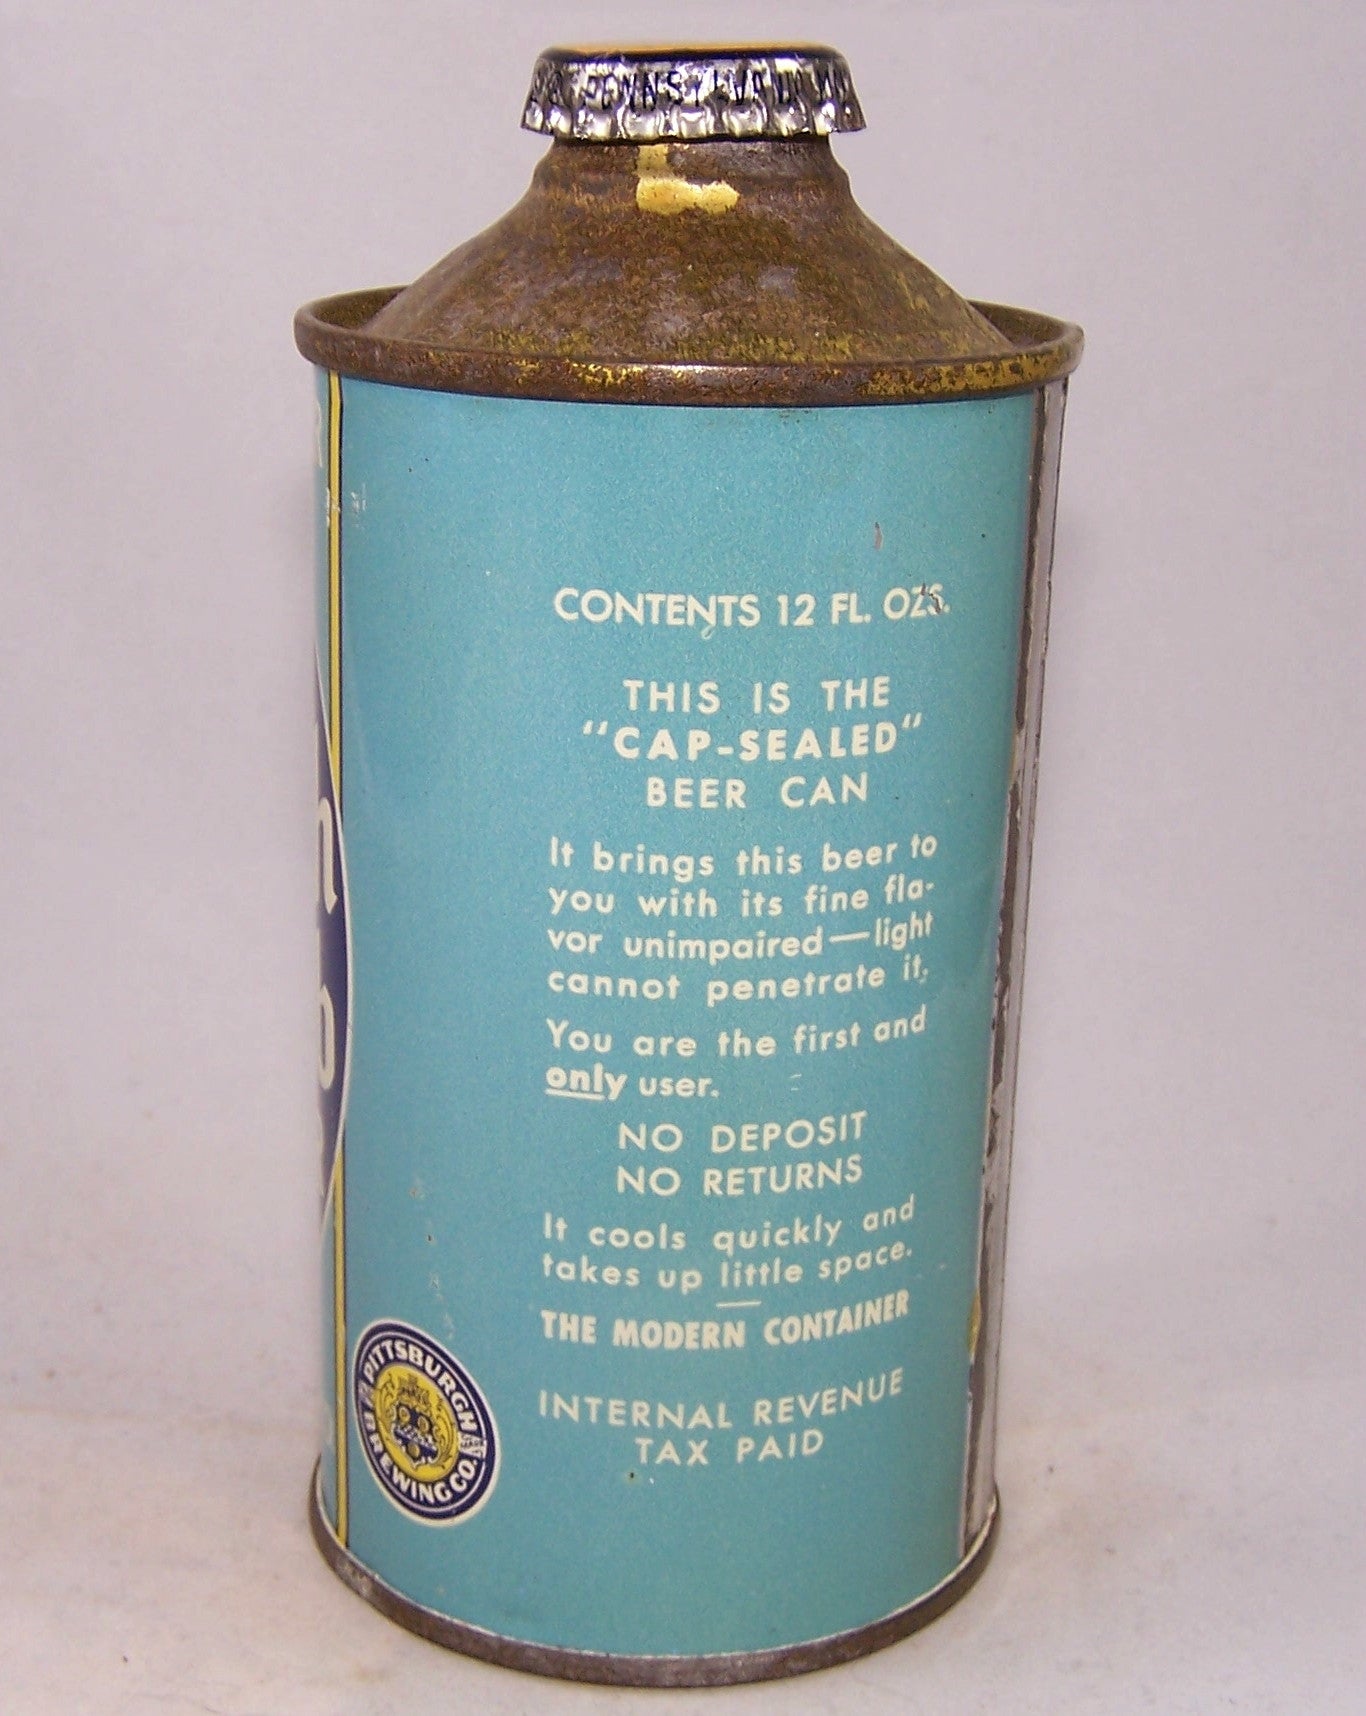 PENNSYLVANIA
CONTENTS 12 FL. OZ'S.
THIS IS THE
"CAP-SEALED"
BEER CAN
It brings this beer to
you with its fine fla-
vor unimpaired—light
cannot penetrate it.
You are the first and
only user.
NO DEPOSIT
NO RETURNS
It cools quickly and
takes up little space.
THE MODERN CONTAINER
INTERNAL REVENUE
TAX PAID
PITTSBURGH
BREWING CO.